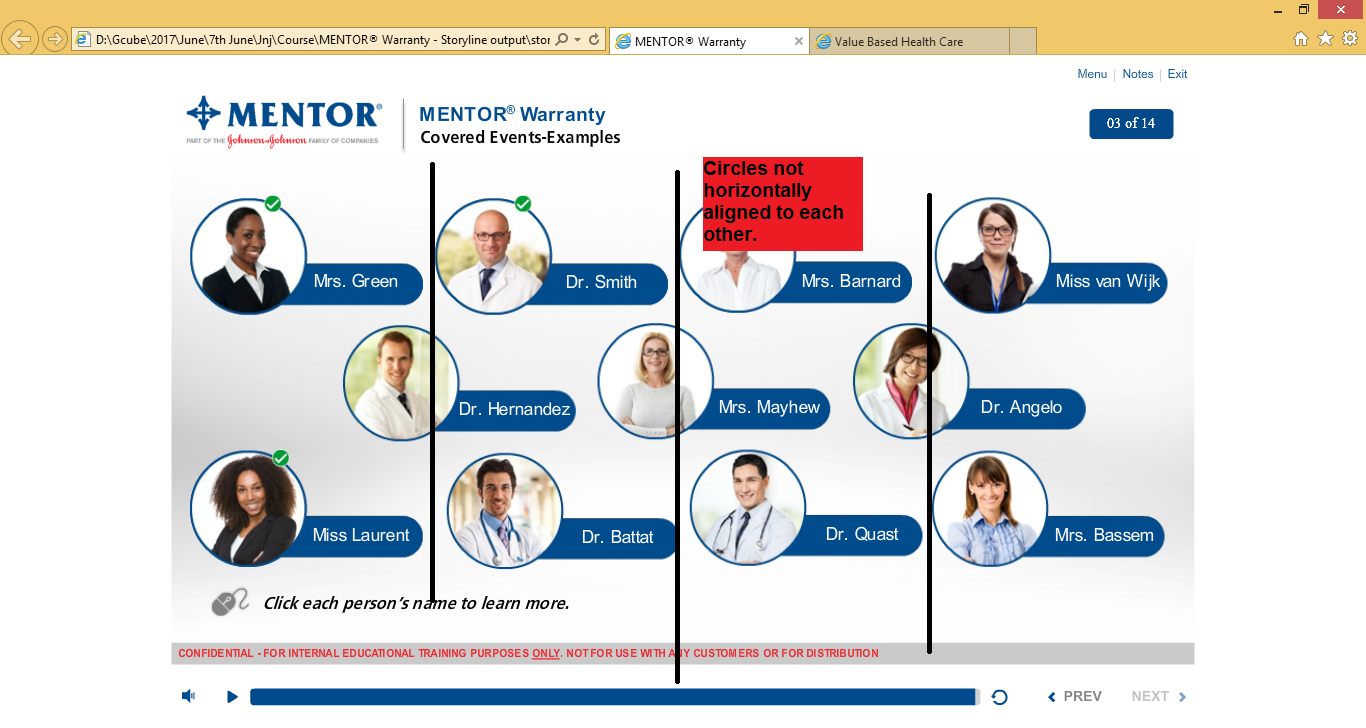 D:\Gcube\2017\June\7th June\Jnj\Course\MENTOR® Warranty - Storyline output\stor
MENTOR® Warranty
Value Based Health Care
Menu | Notes | Exit
MENTOR®
PART OF THE Johnson & Johnson FAMILY OF COMPANIES
MENTOR® Warranty
Covered Events-Examples
03 of 14
Circles not
horizontally
aligned to each
other.
Mrs. Green
Dr. Smith
Mrs. Barnard
Miss van Wijk
Dr. Hernandez
Mrs. Mayhew
Dr. Angelo
Miss Laurent
Dr. Battat
Dr. Quast
Mrs. Bassem
Click each person's name to learn more.
CONFIDENTIAL - FOR INTERNAL EDUCATIONAL TRAINING PURPOSES ONLY. NOT FOR USE WITH ANY CUSTOMERS OR FOR DISTRIBUTION
PREV
NEXT